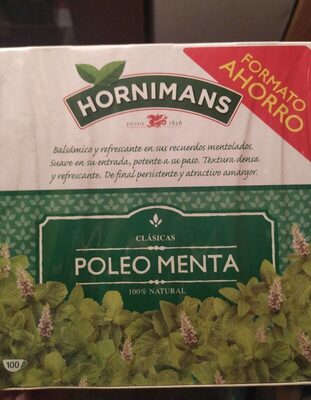 FORMATO
AHORRO
HORNIMANS
DESDE 1826
Balsámico y refrescante en sus recuerdos mentolados.
Suave en su entrada, potente a su paso. Textura densa
y refrescante. De final persistente y atractivo amargor.
CLÁSICAS
POLEO MENTA
100% NATURAL
100